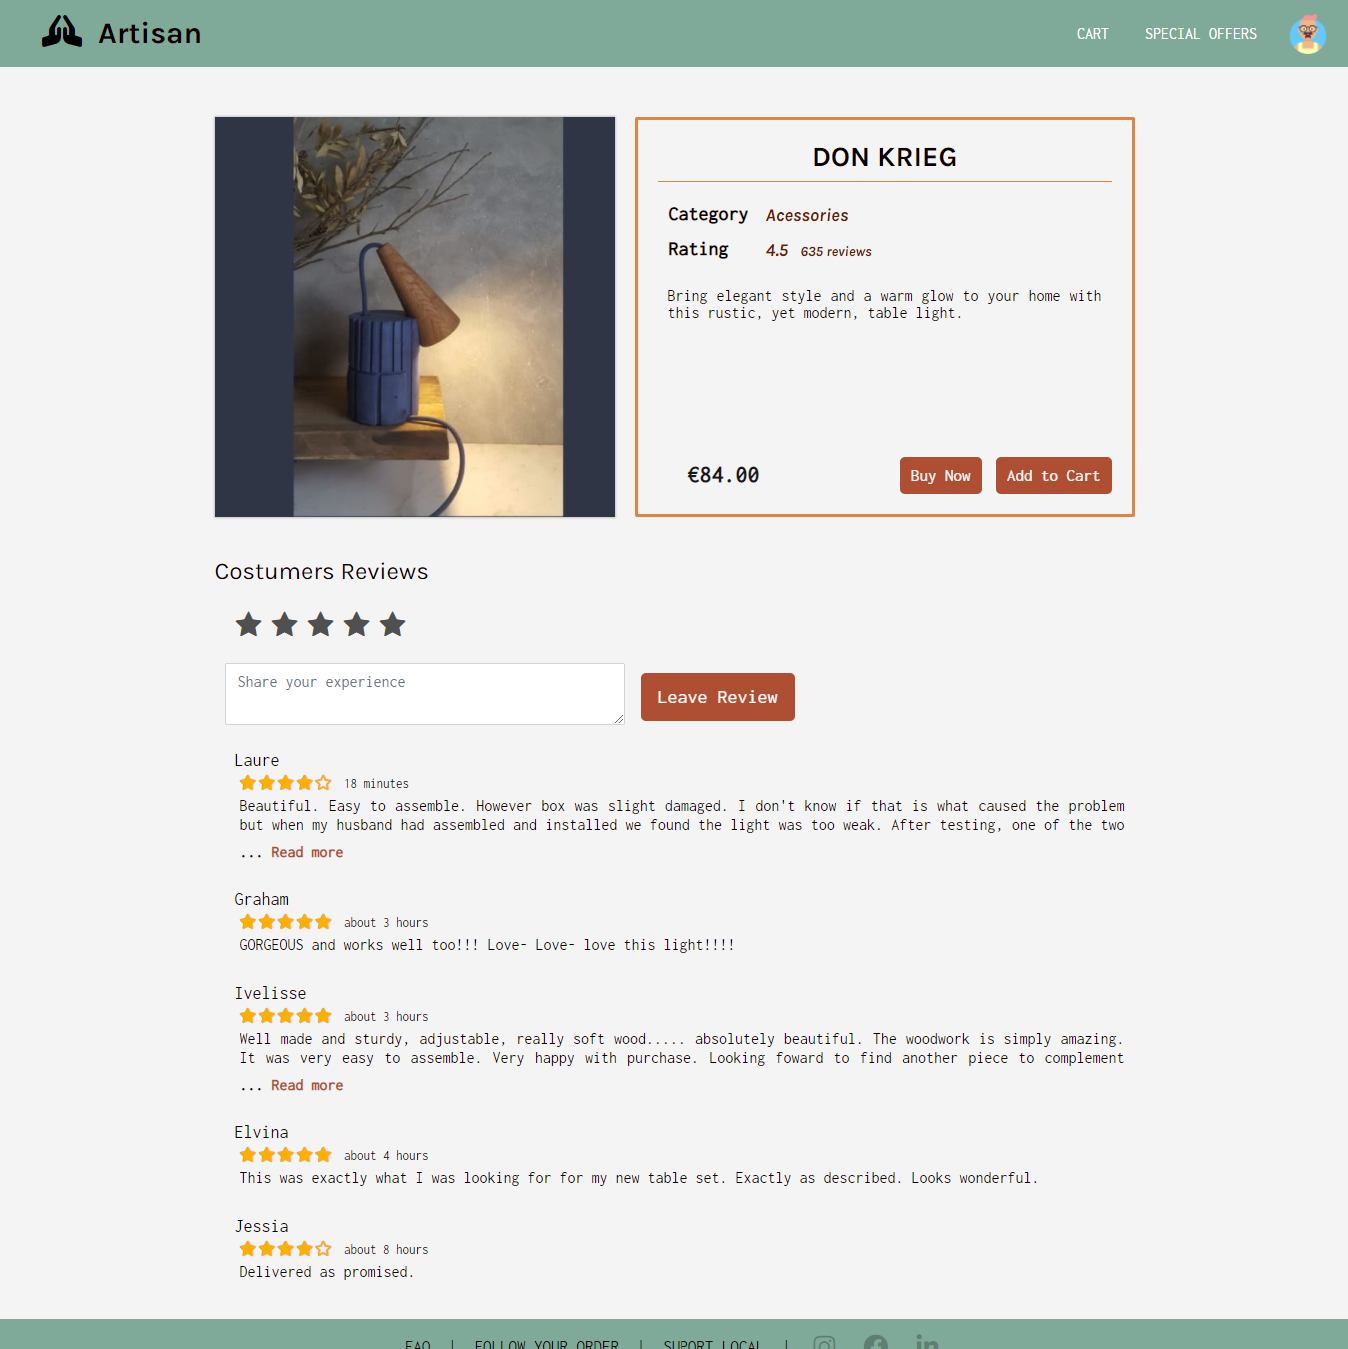 Artisan
CART
SPECIAL OFFERS
DON KRIEG
Category Acessories
Rating 4.5 635 reviews
Bring elegant style and a warm glow to your home with
this rustic, yet modern, table light.
€84.00
Buy Now
Add to Cart
Costumers Reviews
Share your experience
Leave Review
Laure
18 minutes
Beautiful. Easy to assemble. However box was slight damaged. I don't know if that is what caused the problem
but when my husband had assembled and installed we found the light was too weak. After testing, one of the two
... Read more
Graham
about 3 hours
GORGEOUS and works well too!!! Love- Love- love this light!!!!
Ivelisse
about 3 hours
Well made and sturdy, adjustable, really soft wood..... absolutely beautiful. The woodwork is simply amazing.
It was very easy to assemble. Very happy with purchase. Looking foward to find another piece to complement
... Read more
Elvina
about 4 hours
This was exactly what I was looking for for my new table set. Exactly as described. Looks wonderful.
Jessia
about 8 hours
Delivered as promised.
FAQ | FOLLOW YOUR ORDER | SUPORT LOCAL |